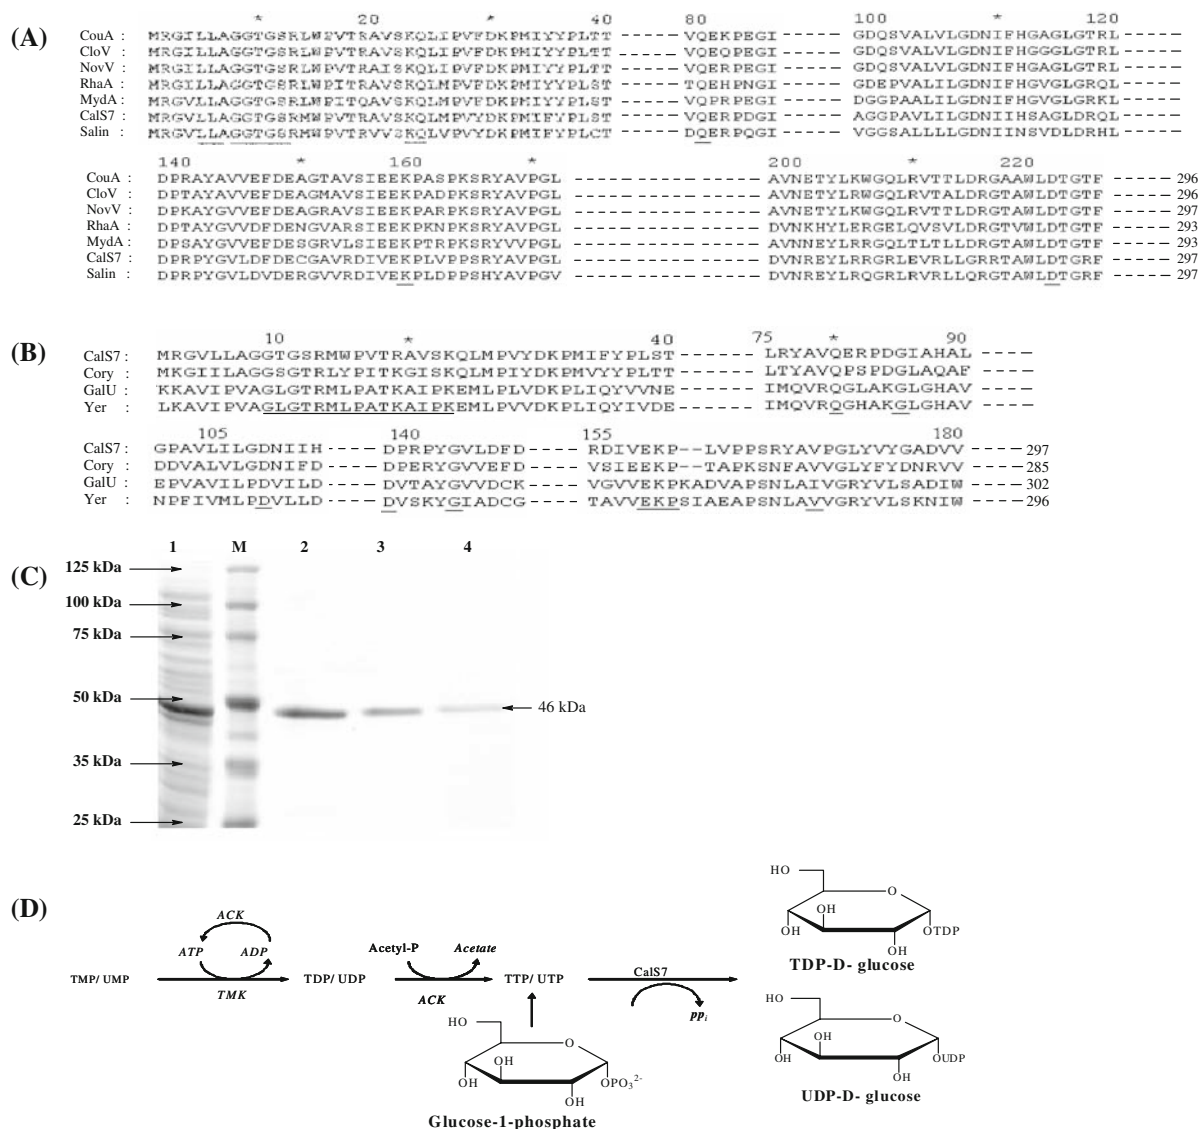 (A)
* 20 * 40 80 100 * 120
CouA : MRGILLAGGTGSRLWPVTRAVSKQLIPVFDKPMIYYPLTT ------ VQEKPEGI ------ GDQSVALVLGDNIFHGAGLGTRL ------
CloV : MRGILLAGGTGSRLWPVTRAVSKQLIPVFDKPMIYYPLTT ------ VQEQPEGI ------ GDQSVALVLGDNIFHGGGLGTRL ------
NovV : MRGILLAGGTGSRLWPVTRAISKQLIPVFDKPMIYYPLTT ------ VQERPEGI ------ GDQSVALVLGDNIFHGAGLGTRL ------
RhaA : MRGILLAGGTGSRLWPITRAVSKQLMPVFDKPMIYYPLST ------ TQEHPNGI ------ GDEPVALILGDNIFHGVGLGRQL ------
MydA : MRGVLLAGGTGSRLWPITQAVSKQLMPVFDKPMIYYPLST ------ VQPRPEGI ------ DGGPAALILGDNIFHGVGLGRKL ------
CalS7 : MRGVLLAGGTGSRMWPVTRAVSKQLMPVYDKPMIFYPLST ------ VQERPDGI ------ AGGPAVLILGDNIIHGAGLDRQL ------
Salin : MRGVLLAGGTGSRMWPVTRVVSKQLVPVYDKPMIFYPLCT ------ DQERPQGI ------ VGGSALLLLGDNIINSVDLDRHL ------
140 * 160 * 200 * 220
CouA : DPRAYAVVEFDEAGTAVSIEEKPASPKSRYAVPGL ------ AVNETYLKWGQLRVTTLDRGAAWLDTGTF ------ 296
CloV : DPTAYAVVEFDEAGMAVSIEEKPADPKSRYAVPGL ------ AVNETYLRWGQLRVTALDRGTAWLDTGTF ------ 296
NovV : DPKAYGVVEFDEAGRAVSIEEKPARPKSRYAVPGL ------ AVNETYLKWGQLRVTTLDRGTAWLDTGTF ------ 297
RhaA : DPTAYGVVDFDENGVARSIEEKPKNPKSRYAVPGL ------ DVNKHYLERGELQVSVLDRGTVWLDTGTF ------ 293
MydA : DPSAYGVVEFDESGRVLSIEEKPTRPKSRYVVPGL ------ AVNNEYLRRGQLTLTLLDRGTAWLDTGTF ------ 293
CalS7 : DPRPYGVLDFDECGAVRDIVEKPLVPPSRYAVPGL ------ DVNREYLRRGRLEVRLLGRRTAWLDTGTF ------ 297
Salin : DPRPYGVLDVDERGVVRDIVEKPLDPPSHYAVPGV ------ DVNREYLRQGRLRVRLLQRGTAWLDTGRF ------ 297
(B)
10 * 40 75 * 90
CalS7 : MRGVLLAGGTGSRMWPVTRAVSKQLMPVYDKPMIFYPLST ------ LRYAVQERPDGIAHAL ----
Cory : MKGIILAGGSGTRLYPITKGISKQLMPIYDKPMVYYPLTT ------ LTYAVQPSPDGLAQAF ----
GalU : KKAVIPVAGLGTRMLPATKAIPKEMLPLVDKPLIQYVVNE ------ IMQVRQGLAKGLGHAV ----
Yer : LKAVIPVAGLGTRMLPATKAIPKEMLPVVDKPLIQYIVDE ------ IMQVRQGHAKGLGHAV ----
105 140 155 180
CalS7 : GPAVLILGDNIIH ---- DPRPYGVLDFD ---- RDIVEKP--LVPPSRYAVPGLYVYGADVV ---- 297
Cory : DDVALVLGDNIFD ---- DPERYGVVEFD ---- VSIEEKP--TAPKSNFAVVGLYFYDNRVV ---- 285
GalU : EPVAVILPDVILD ---- DVTAYGVVDCK ---- VGVVEKPKADVAPSNLAIVGRYVLSADIW ---- 302
Yer : NPFIVMLPDVLLD ---- DVSKYGIADCG ---- TAVVEKPSIAEAPSNLAVVGRYVLSKNIW ---- 296
(C)
1 M 2 3 4
125 kDa
100 kDa
75 kDa
50 kDa
46 kDa
35 kDa
25 kDa
(D)
TMP/ UMP
ACK
ATP ADP
TMK
TDP/ UDP
Acetyl-P Acetate
ACK
TTP/ UTP
CalS7
ppi
HO O OH OH OH OTDP
TDP-D- glucose
HO O OH OH OH OUDP
UDP-D- glucose
HO O OH OH OH OPO3 2-
Glucose-1-phosphate